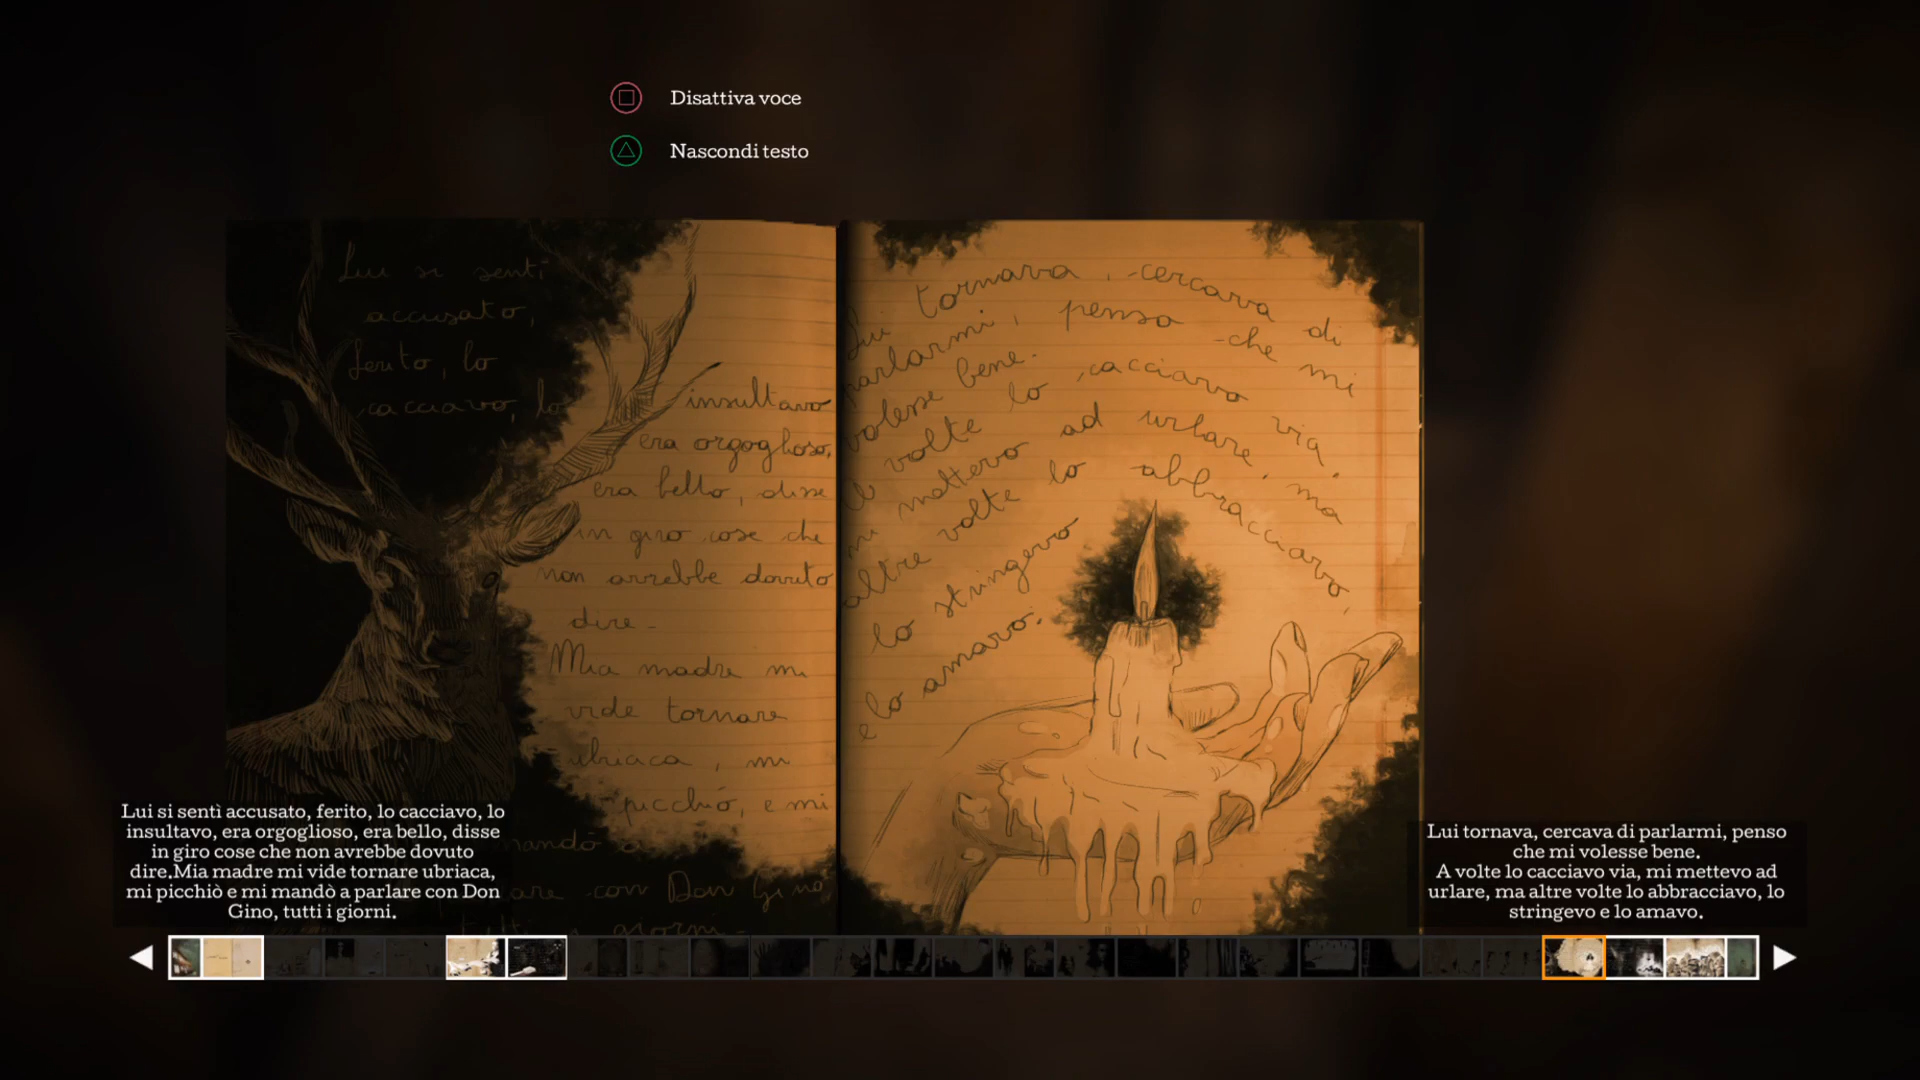 Disattiva voce
Nascondi testo
Lui si sentì
accusato,
ferito, lo
cacciavo, lo
insultavo
era orgoglioso,
era bello, disse
in giro cose che
non avrebbe dovuto
dire.
Mia madre mi
vide tornare
ubriaca, mi
picchiò, e mi
mandò a
are con Don Gino,
tutti i giorni.
Lui tornava, cercava di
parlarmi, penso che mi
volesse bene.
volte lo cacciavo via,
mi mettevo ad urlare, ma
altre volte lo abbracciavo,
lo stringevo
e lo amavo.
Lui si sentì accusato, ferito, lo cacciavo, lo
insultavo, era orgoglioso, era bello, disse
in giro cose che non avrebbe dovuto
dire.Mia madre mi vide tornare ubriaca,
mi picchiò e mi mandò a parlare con Don
Gino, tutti i giorni.
Lui tornava, cercava di parlarmi, penso
che mi volesse bene.
A volte lo cacciavo via, mi mettevo ad
urlare, ma altre volte lo abbracciavo, lo
stringevo e lo amavo.